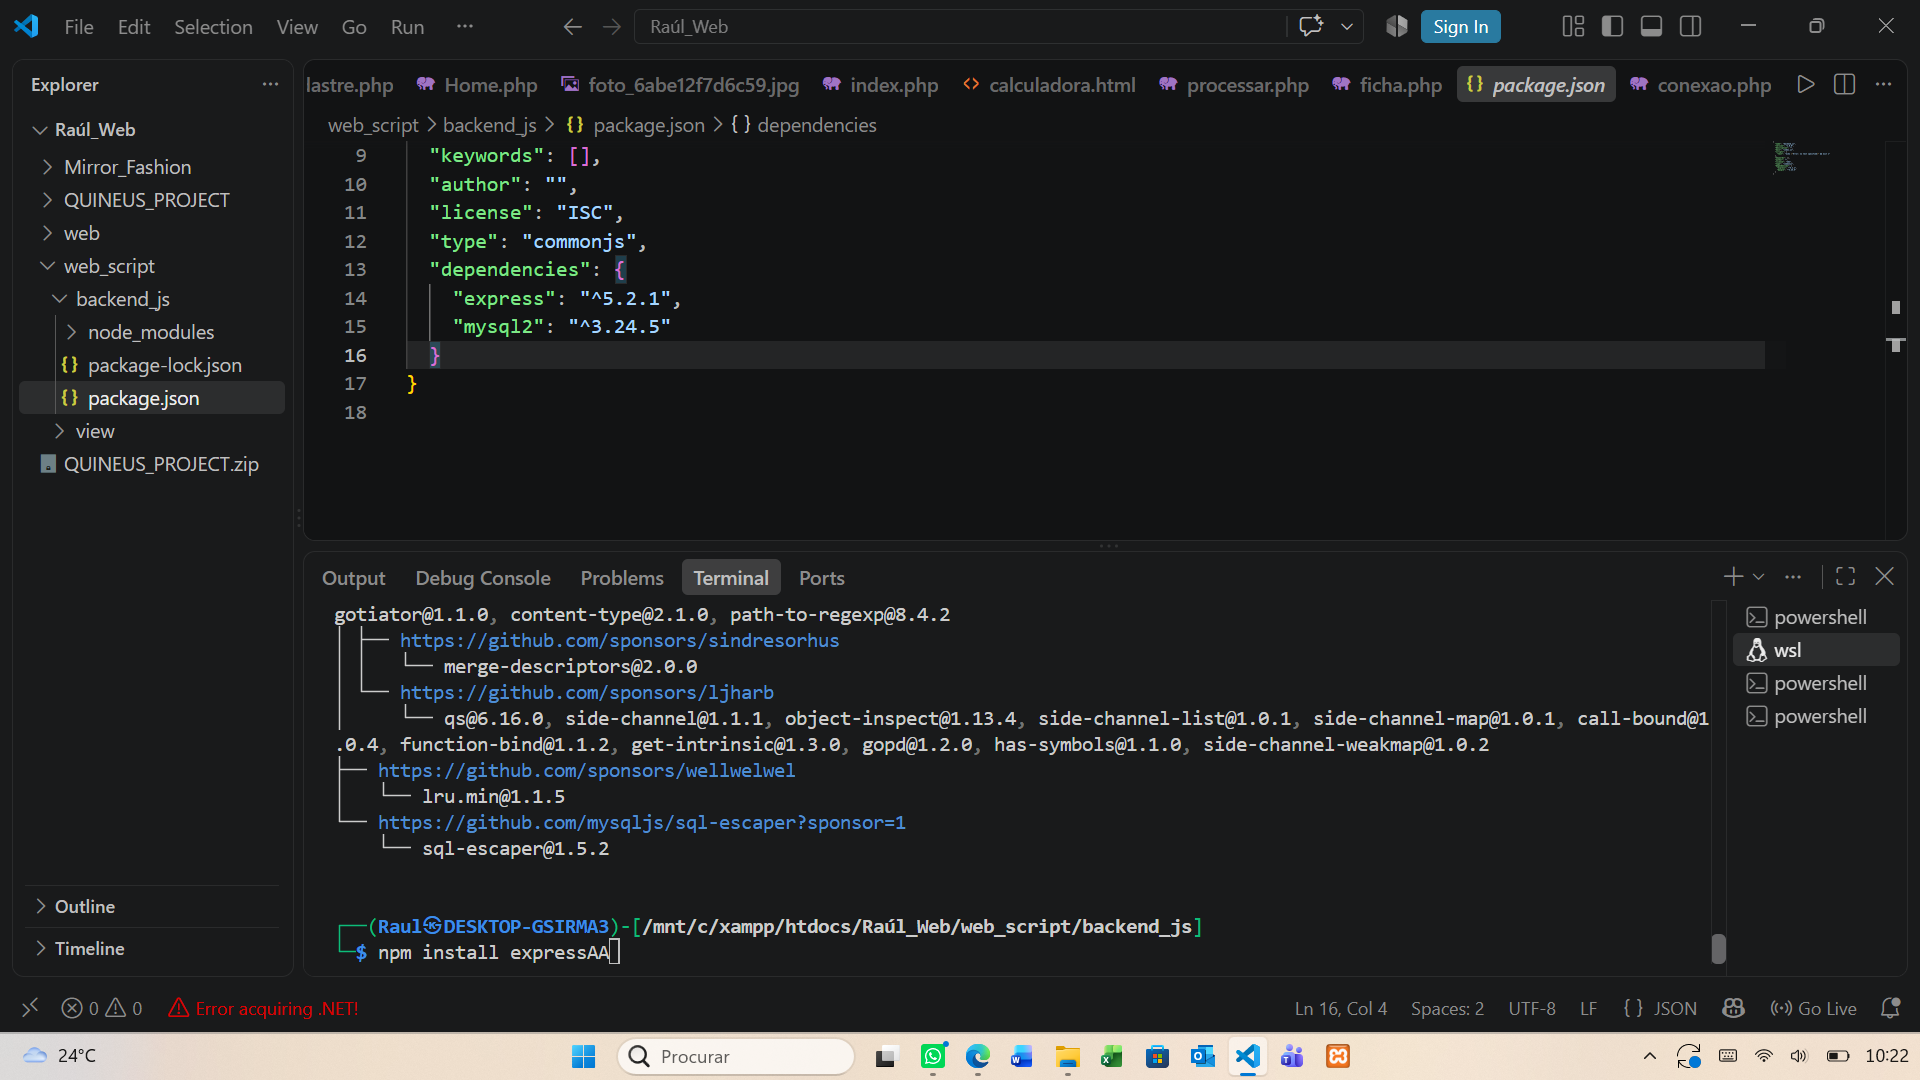 File Edit Selection View Go Run ···
Raúl_Web
Sign In
Explorer
lastre.php Home.php foto_6abe12f7d6c59.jpg index.php calculadora.html processar.php ficha.php package.json conexao.php
web_script > backend_js > {} package.json > {} dependencies
Raúl_Web
Mirror_Fashion
QUINEUS_PROJECT
web
web_script
backend_js
node_modules
{} package-lock.json
{} package.json
view
QUINEUS_PROJECT.zip
Outline
Timeline
9 "keywords": [],
10 "author": "",
11 "license": "ISC",
12 "type": "commonjs",
13 "dependencies": {
14 "express": "^5.2.1",
15 "mysql2": "^3.24.5"
16 }
17 }
18
Output Debug Console Problems Terminal Ports
gotiator@1.1.0, content-type@2.1.0, path-to-regexp@8.4.2
│ ├── https://github.com/sponsors/sindresorhus
│ │ └── merge-descriptors@2.0.0
│ └── https://github.com/sponsors/ljharb
│ └── qs@6.16.0, side-channel@1.1.1, object-inspect@1.13.4, side-channel-list@1.0.1, side-channel-map@1.0.1, call-bound@1
.0.4, function-bind@1.1.2, get-intrinsic@1.3.0, gopd@1.2.0, has-symbols@1.1.0, side-channel-weakmap@1.0.2
├── https://github.com/sponsors/wellwelwel
│ └── lru.min@1.1.5
└── https://github.com/mysqljs/sql-escaper?sponsor=1
└── sql-escaper@1.5.2
┌──(Raul㉿DESKTOP-GSIRMA3)-[/mnt/c/xampp/htdocs/Raúl_Web/web_script/backend_js]
└─$ npm install expressAA
powershell
wsl
powershell
powershell
0 0 Error acquiring .NET!
Ln 16, Col 4 Spaces: 2 UTF-8 LF {} JSON Go Live
24°C
Procurar
10:22